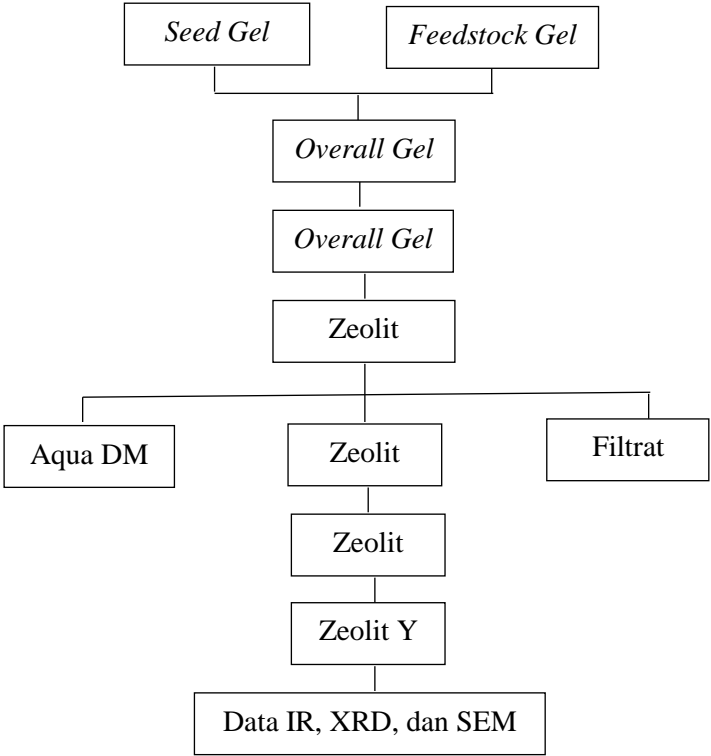 Seed Gel
Feedstock Gel
Overall Gel
Overall Gel
Zeolit
Aqua DM
Zeolit
Filtrat
Zeolit
Zeolit Y
Data IR, XRD, dan SEM